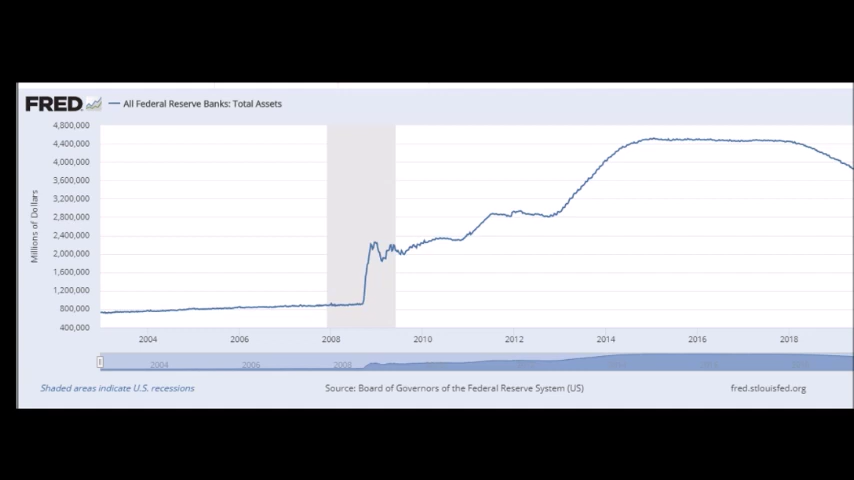 FRED
All Federal Reserve Banks: Total Assets
4,800,000
4,400,000
4,000,000
3,600,000
3,200,000
2,800,000
2,400,000
2,000,000
1,600,000
1,200,000
800,000
400,000
Millions of Dollars
2004 2006 2008 2010 2012 2014 2016 2018
2004 2006 2008
Shaded areas indicate U.S. recessions
Source: Board of Governors of the Federal Reserve System (US)
fred.stlouisfed.org